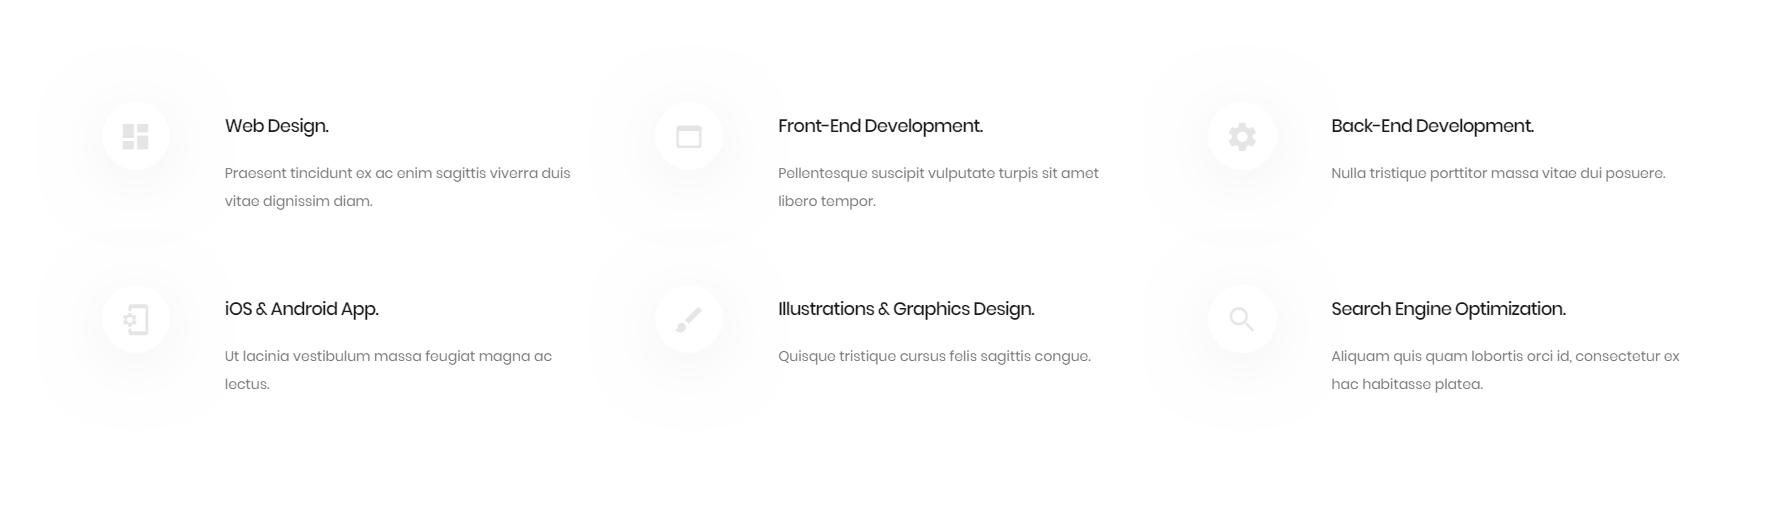 Web Design.
Praesent tincidunt ex ac enim sagittis viverra duis
vitae dignissim diam.
Front-End Development.
Pellentesque suscipit vulputate turpis sit amet
libero tempor.
Back-End Development.
Nulla tristique porttitor massa vitae dui posuere.
iOS & Android App.
Ut lacinia vestibulum massa feugiat magna ac
lectus.
Illustrations & Graphics Design.
Quisque tristique cursus felis sagittis congue.
Search Engine Optimization.
Aliquam quis quam lobortis orci id, consectetur ex
hac habitasse platea.